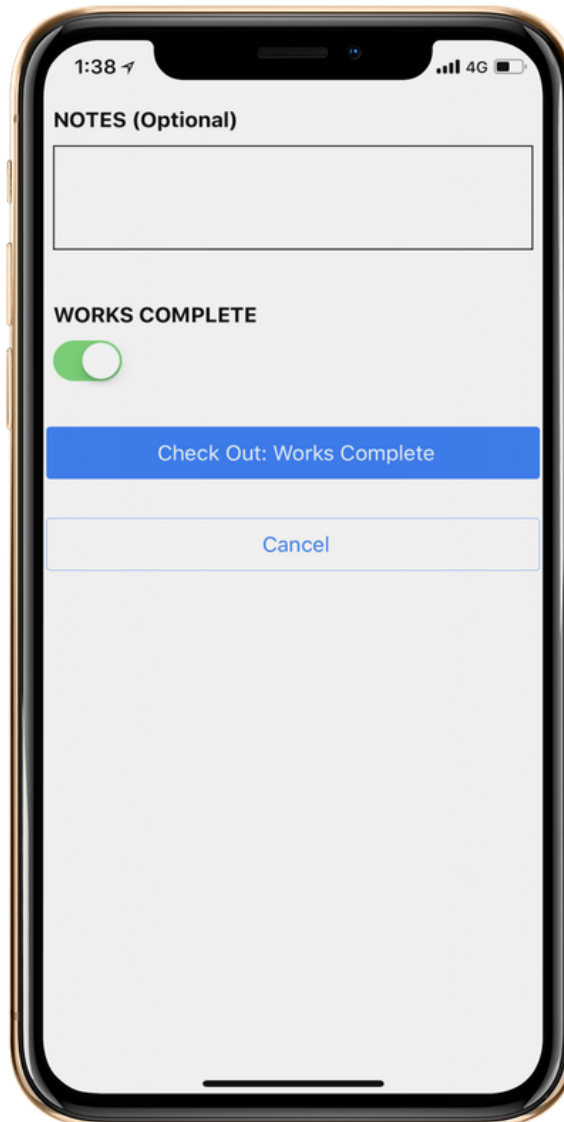 1:38
4G
NOTES (Optional)
WORKS COMPLETE
Check Out: Works Complete
Cancel